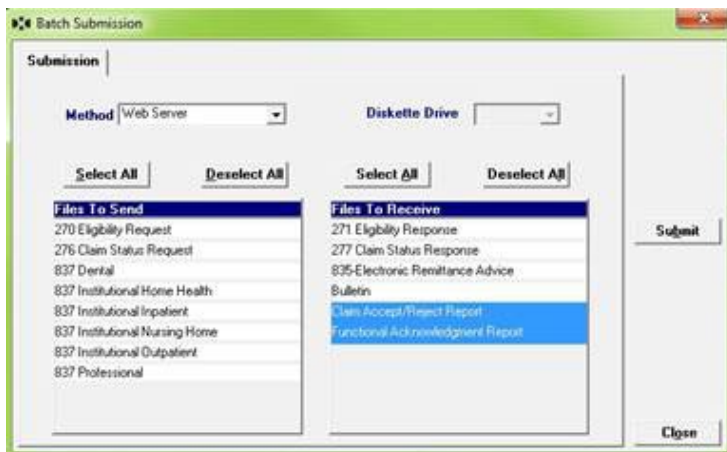 Batch Submission
Submission
Method Web Server Diskette Drive
Select All Deselect All Select All Deselect All
Files To Send
270 Eligibility Request
276 Claim Status Request
837 Dental
837 Institutional Home Health
837 Institutional Inpatient
837 Institutional Nursing Home
837 Institutional Outpatient
837 Professional
Files To Receive
271 Eligibility Response
277 Claim Status Response
835-Electronic Remittance Advice
Bulletin
Claim Accept/Reject Report
Functional Acknowledgment Report
Submit
Close